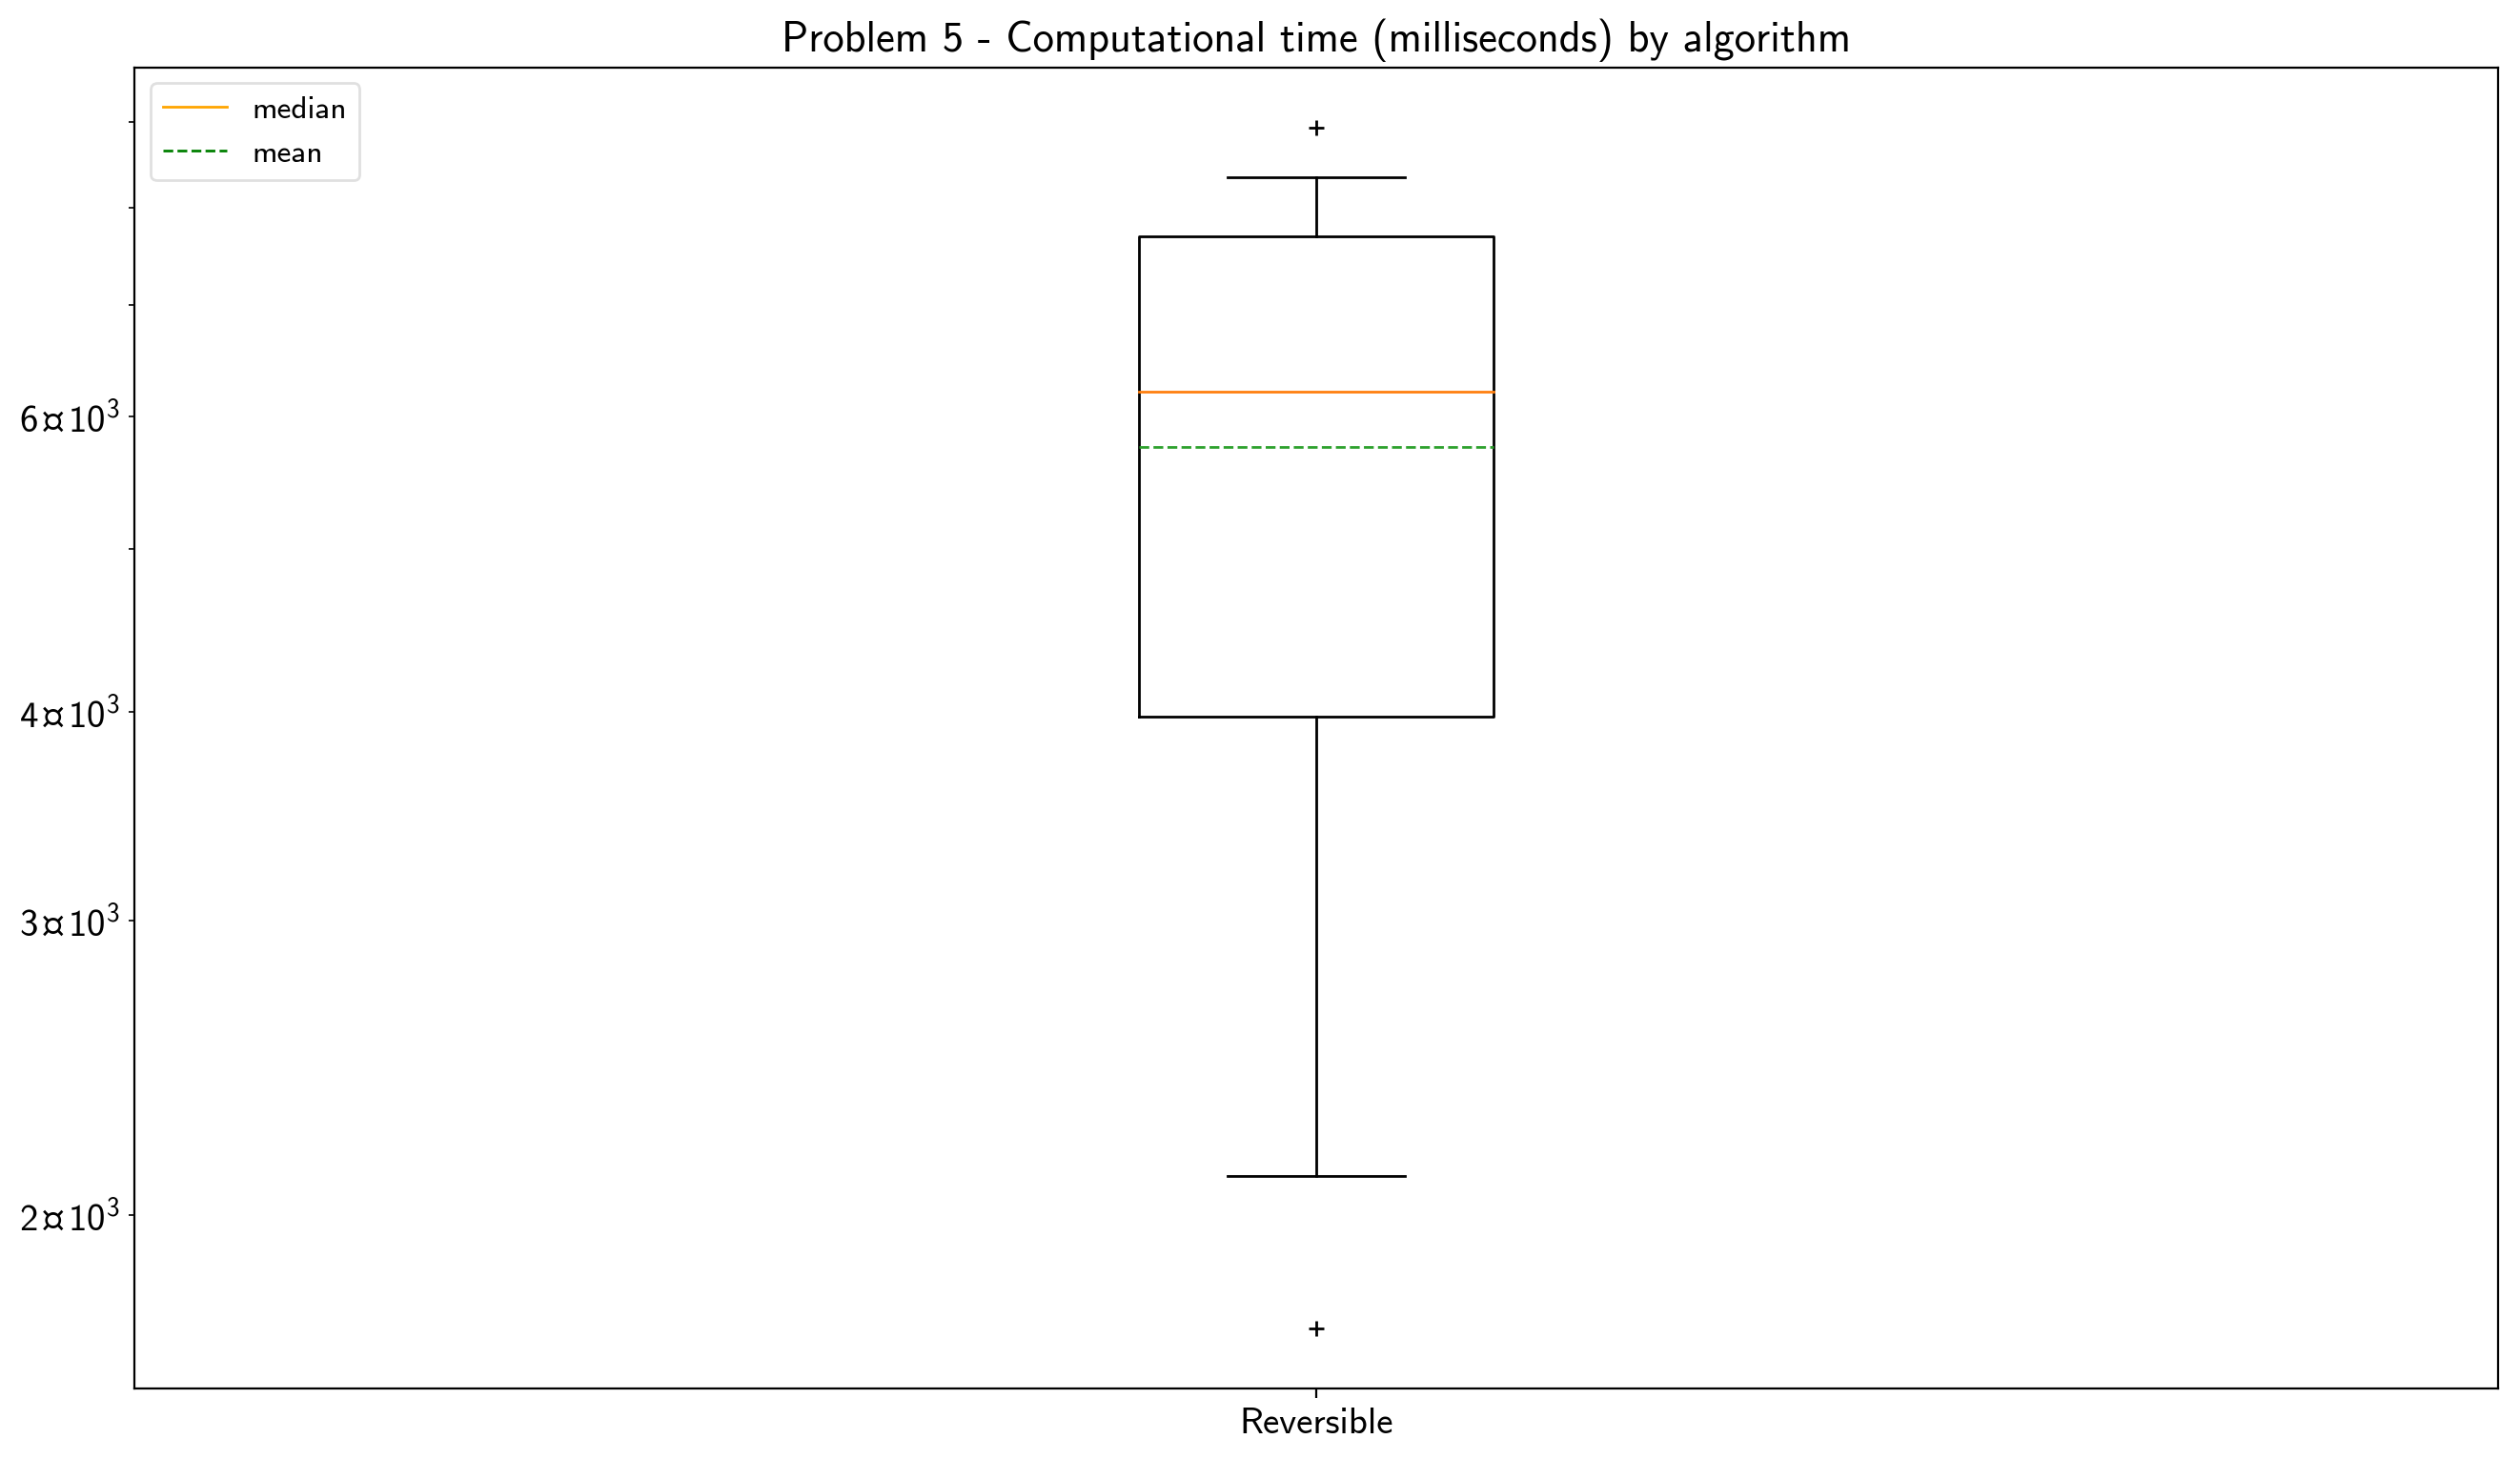 Problem 5 - Computational time (milliseconds) by algorithm
median
mean
6¤10³
4¤10³
3¤10³
2¤10³
Reversible